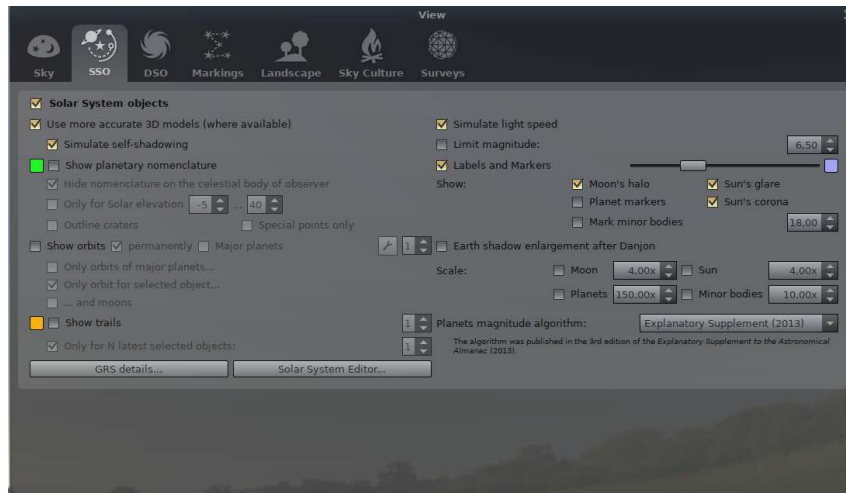 View
Sky SSO DSO Markings Landscape Sky Culture Surveys
Solar System objects
Use more accurate 3D models (where available)
Simulate self-shadowing
Show planetary nomenclature
Hide nomenclature on the celestial body of observer
Only for Solar elevation -5 ... 40
Outline craters Special points only
Show orbits permanently Major planets 1
Only orbits of major planets...
Only orbit for selected object...
... and moons
Show trails 1
Only for N latest selected objects: 1
GRS details... Solar System Editor...
Simulate light speed
Limit magnitude: 6,50
Labels and Markers
Show: Moon's halo Sun's glare
Planet markers Sun's corona
Mark minor bodies 18,00
Earth shadow enlargement after Danjon
Scale: Moon 4,00x Sun 4,00x
Planets 150,00x Minor bodies 10,00x
Planets magnitude algorithm: Explanatory Supplement (2013)
The algorithm was published in the 3rd edition of the Explanatory Supplement to the Astronomical
Almanac (2013).